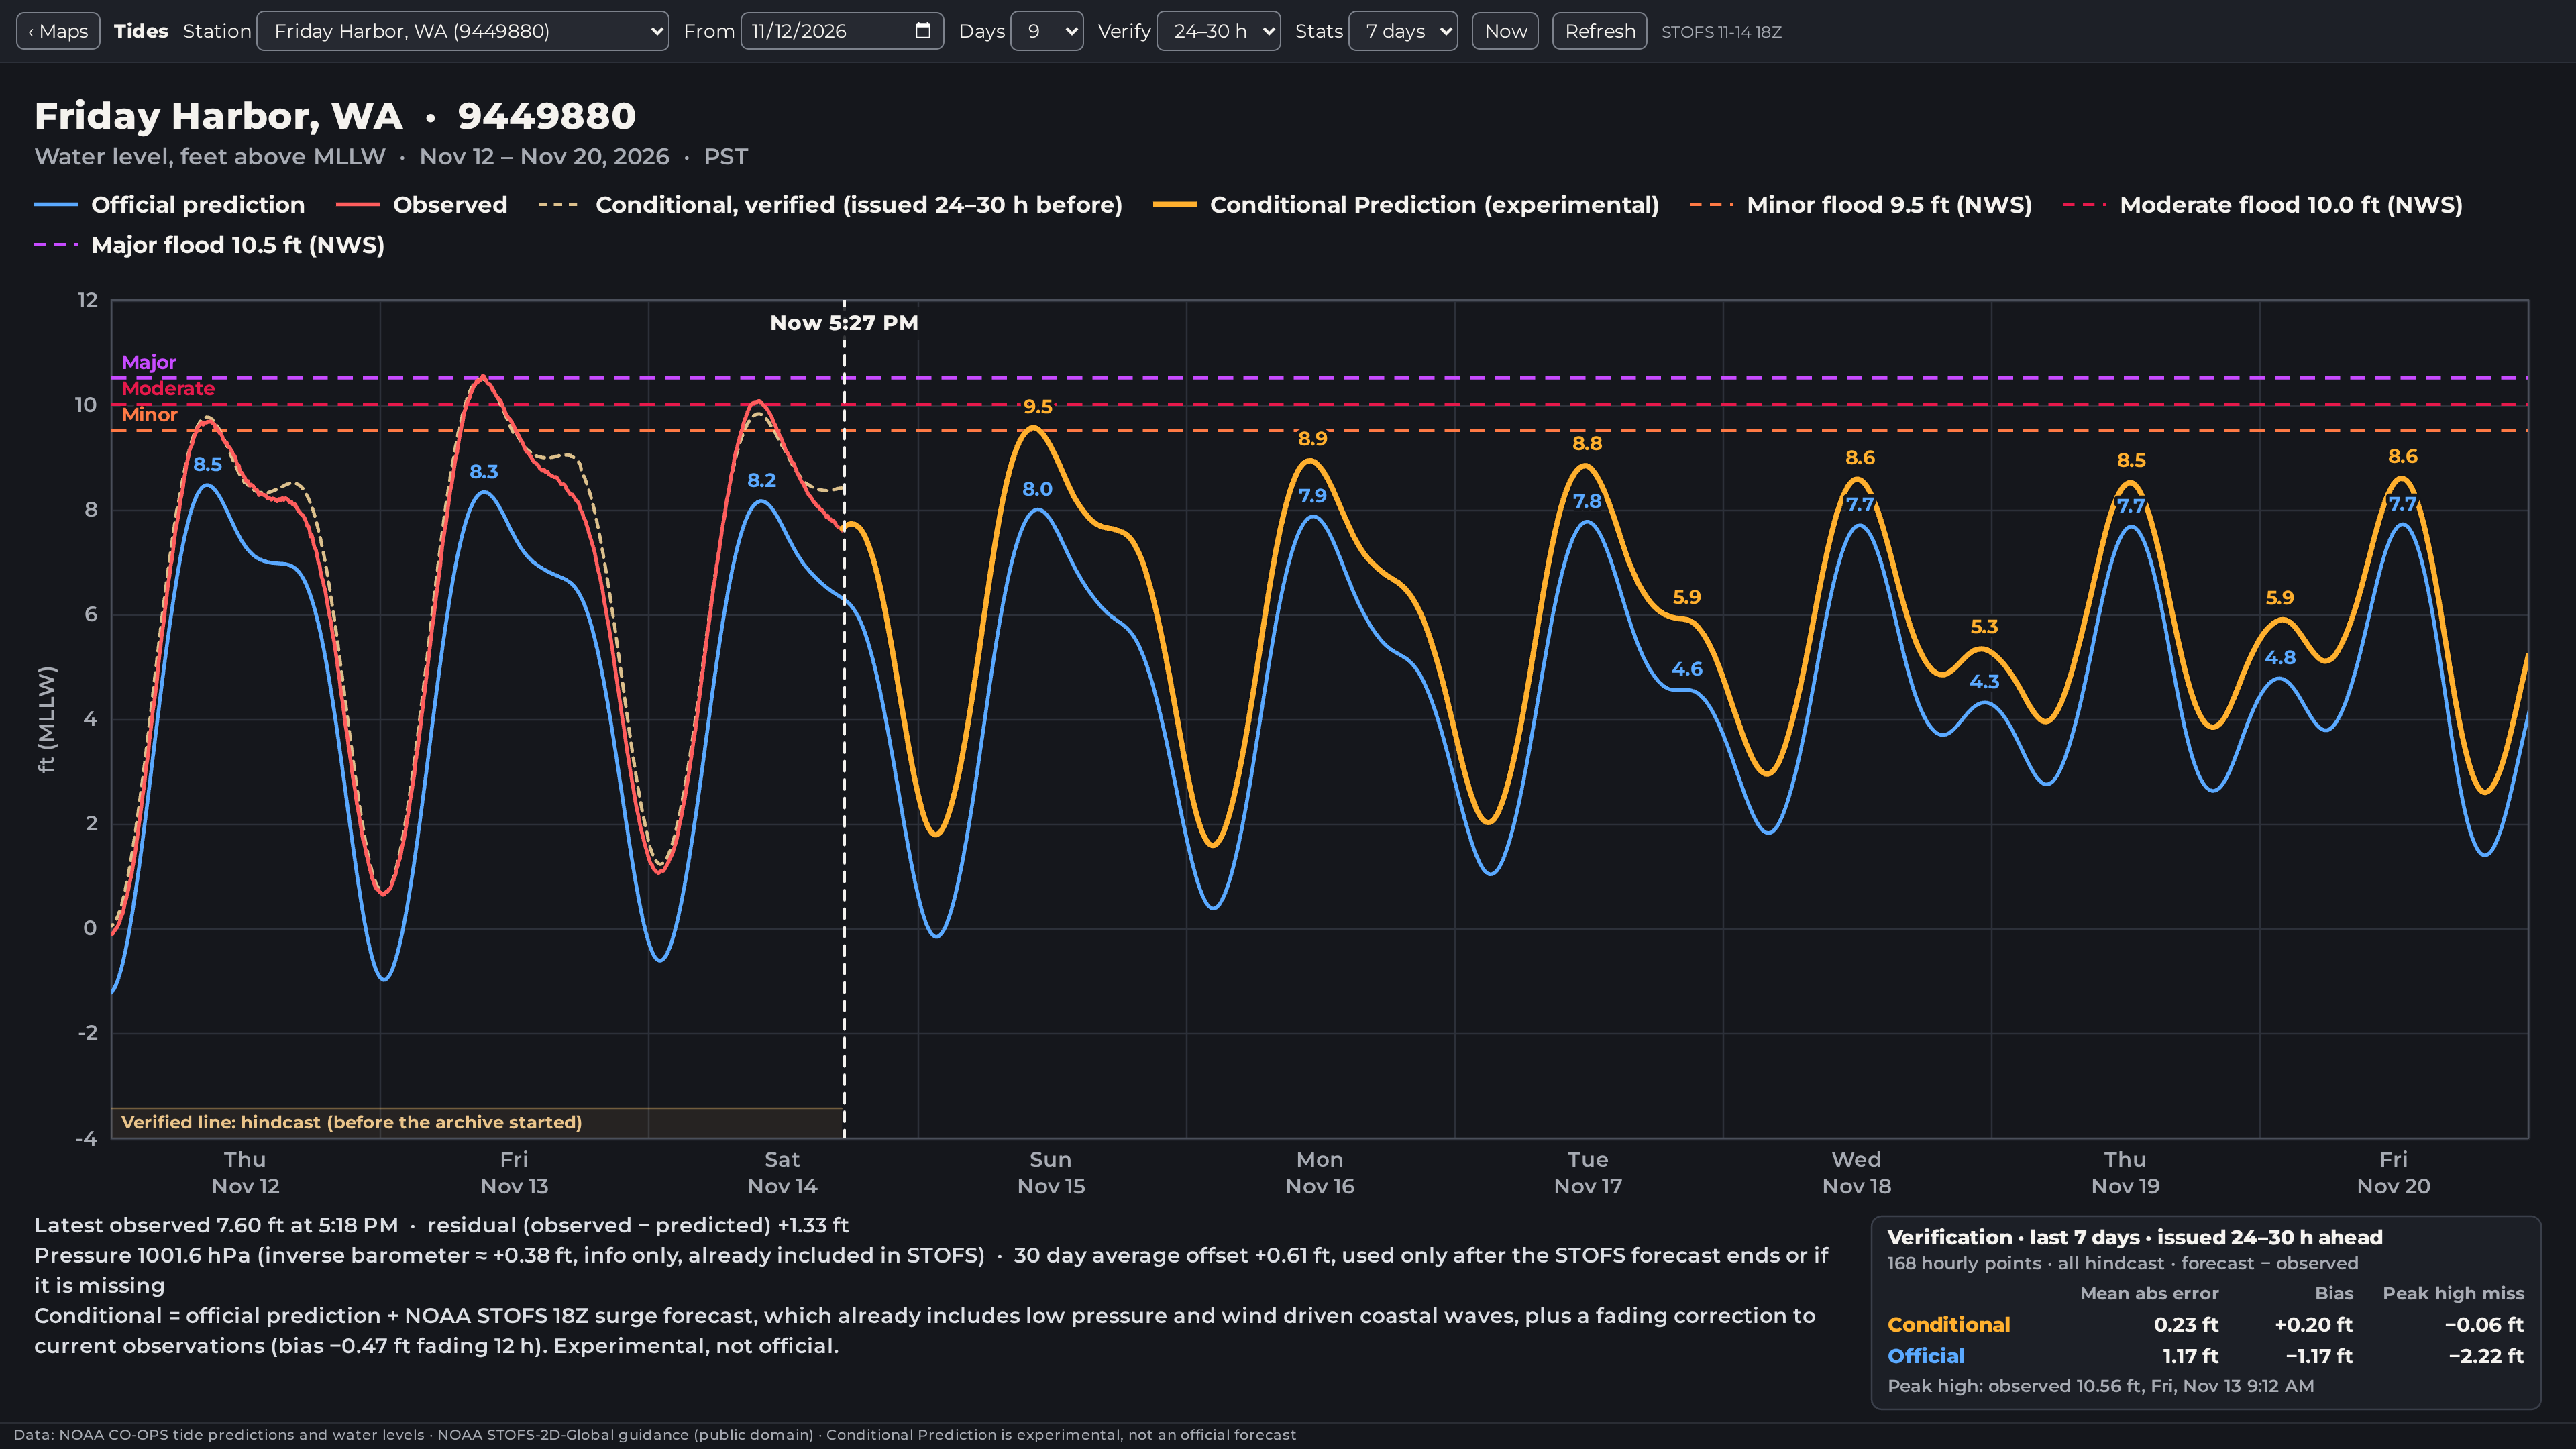 ‹ Maps Tides Station Friday Harbor, WA (9449880) From 11/12/2026 Days 9 Verify 24–30 h Stats 7 days Now Refresh STOFS 11-14 18Z
Friday Harbor, WA · 9449880
Water level, feet above MLLW · Nov 12 – Nov 20, 2026 · PST
Official prediction Observed Conditional, verified (issued 24–30 h before) Conditional Prediction (experimental) Minor flood 9.5 ft (NWS) Moderate flood 10.0 ft (NWS)
Major flood 10.5 ft (NWS)
12
Now 5:27 PM
Major
Moderate
10
Minor
9.5
8.9
8.8
8.6
8.5
8.6
8.5
8.3
8.2
8.0
7.9
7.8
7.7
7.7
7.7
8
6
5.9
5.3
5.9
4.6
4.3
4.8
4
ft (MLLW)
2
0
-2
-4
Verified line: hindcast (before the archive started)
Thu Fri Sat Sun Mon Tue Wed Thu Fri
Nov 12 Nov 13 Nov 14 Nov 15 Nov 16 Nov 17 Nov 18 Nov 19 Nov 20
Latest observed 7.60 ft at 5:18 PM · residual (observed − predicted) +1.33 ft
Pressure 1001.6 hPa (inverse barometer ≈ +0.38 ft, info only, already included in STOFS) · 30 day average offset +0.61 ft, used only after the STOFS forecast ends or if
it is missing
Conditional = official prediction + NOAA STOFS 18Z surge forecast, which already includes low pressure and wind driven coastal waves, plus a fading correction to
current observations (bias −0.47 ft fading 12 h). Experimental, not official.
Verification · last 7 days · issued 24–30 h ahead
168 hourly points · all hindcast · forecast − observed
Mean abs error Bias Peak high miss
Conditional 0.23 ft +0.20 ft −0.06 ft
Official 1.17 ft −1.17 ft −2.22 ft
Peak high: observed 10.56 ft, Fri, Nov 13 9:12 AM
Data: NOAA CO-OPS tide predictions and water levels · NOAA STOFS-2D-Global guidance (public domain) · Conditional Prediction is experimental, not an official forecast